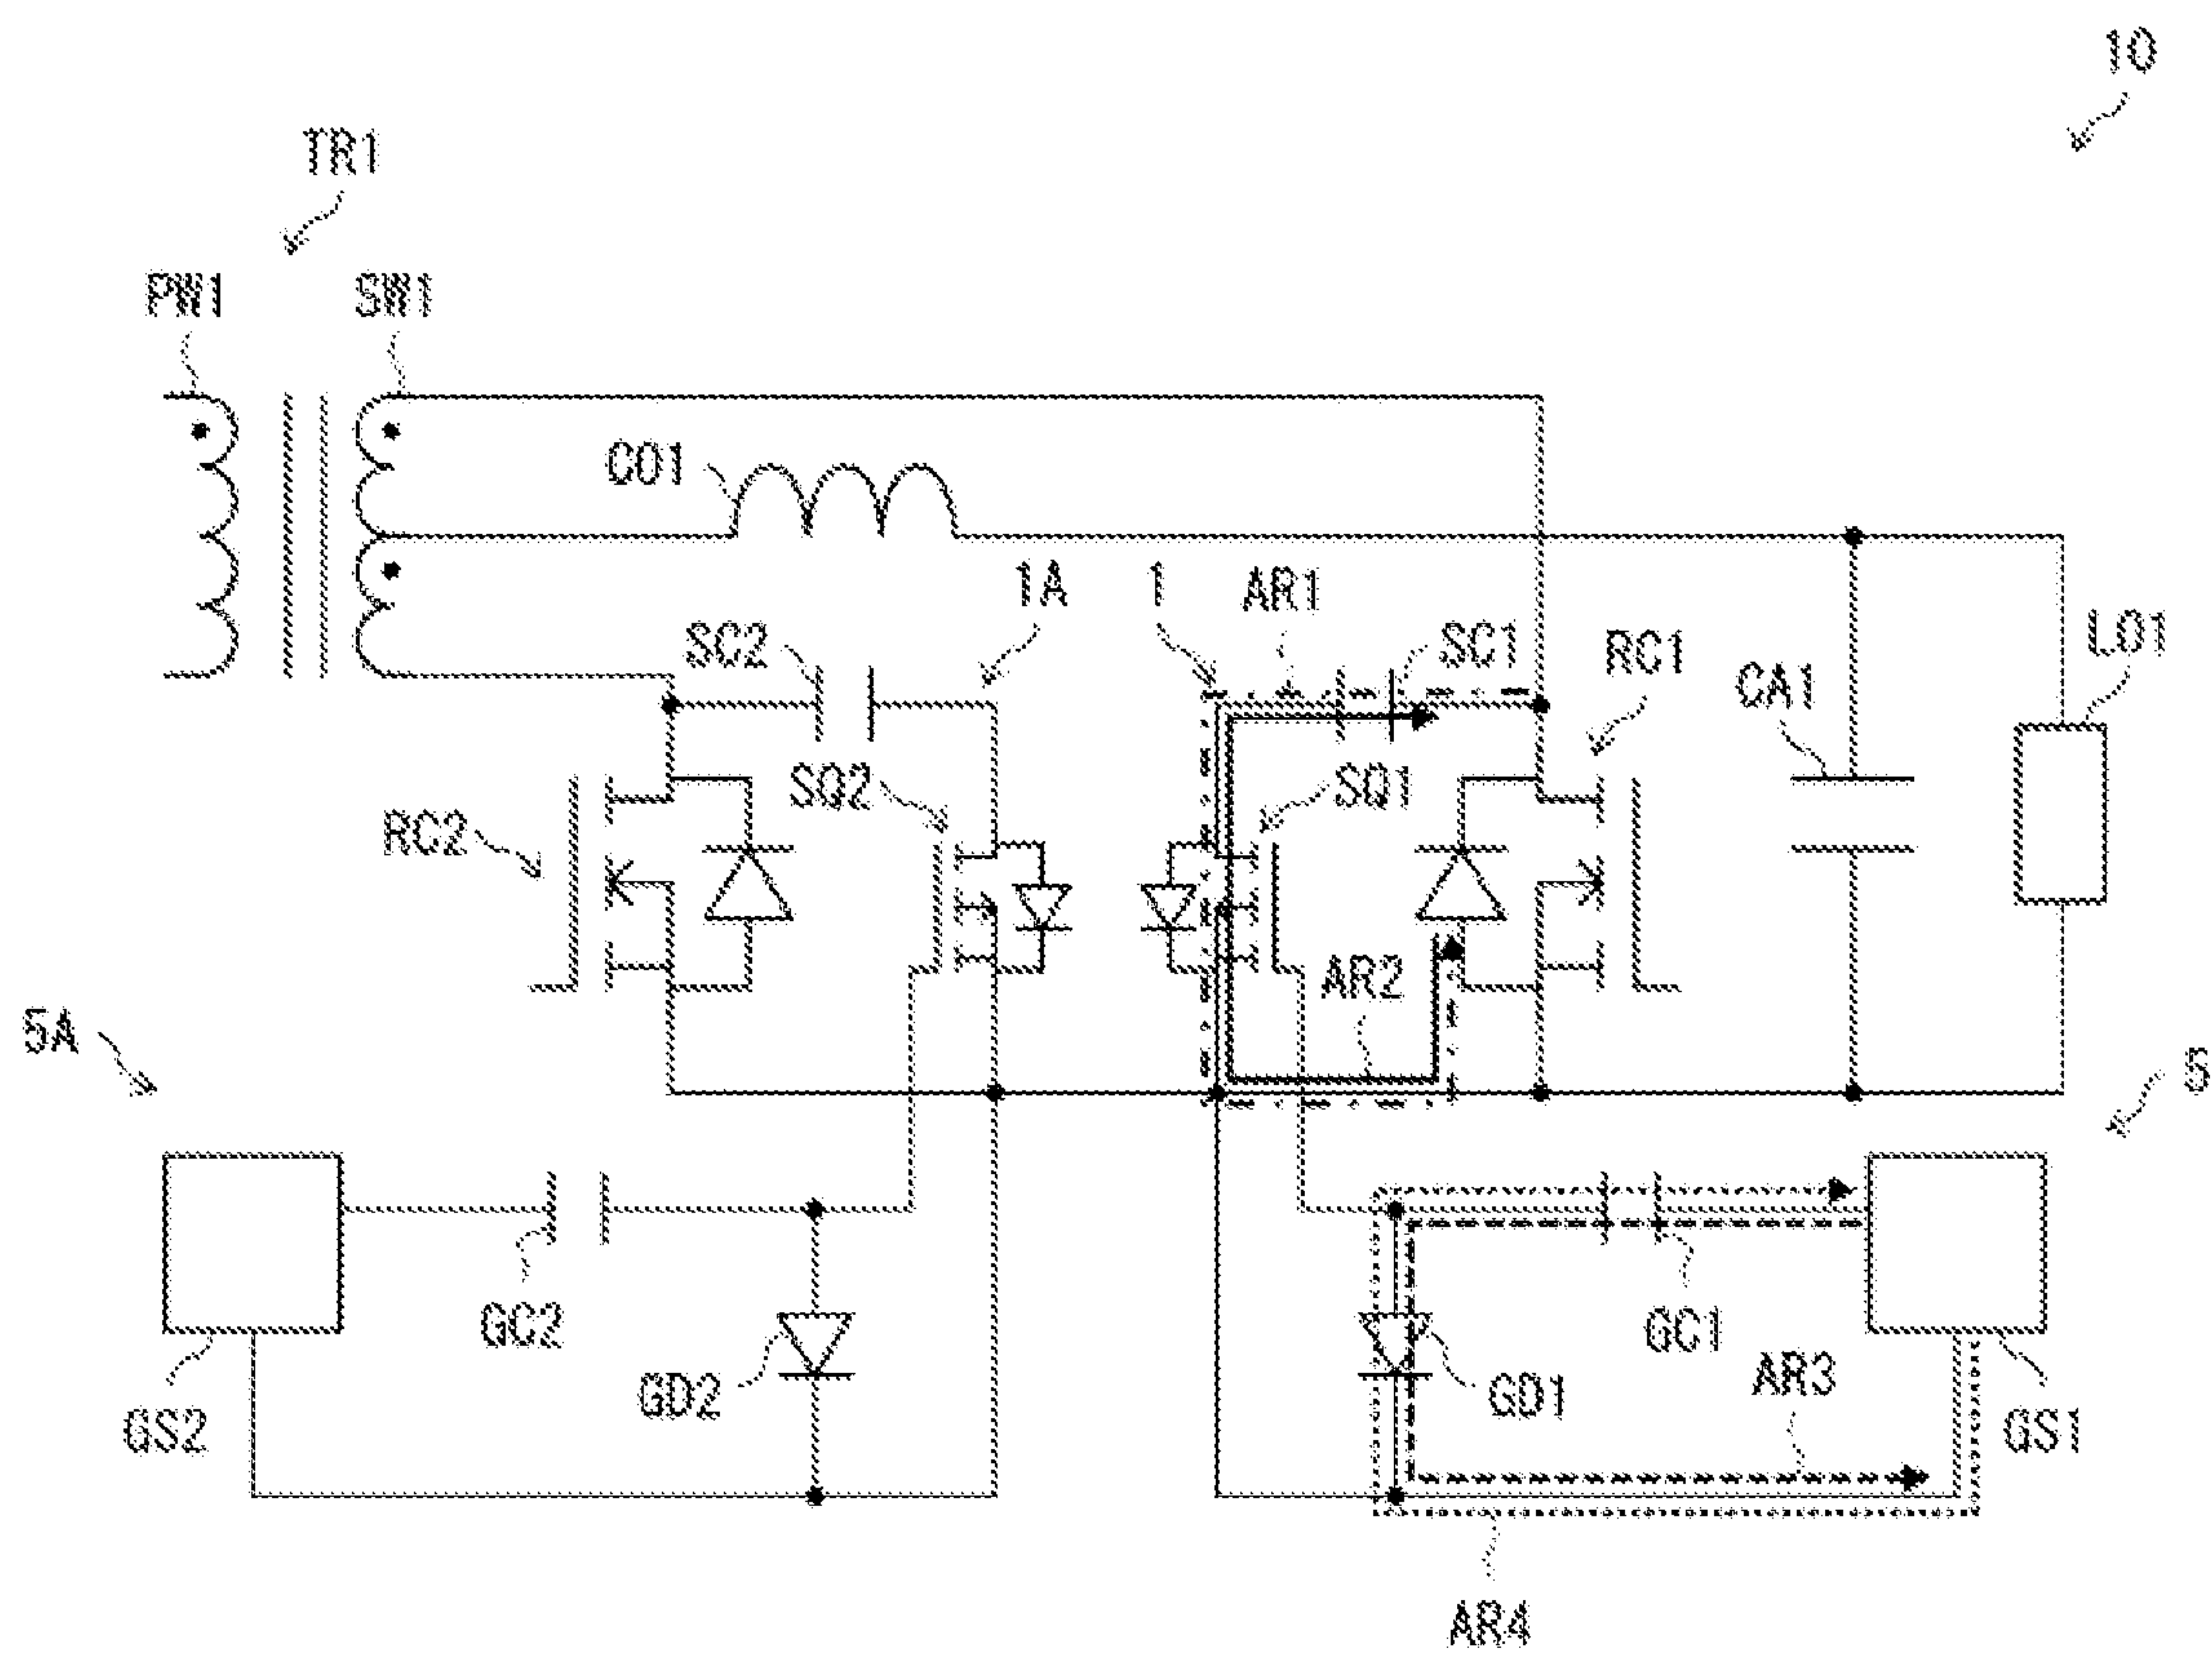 10
TR1
PW1
SW1
CO1
1A
1
AR1
SC2
SC1
RC1
LO1
CA1
SQ2
SQ1
RC2
AR2
5A
5
GC2
GC1
GD2
AR3
GD1
GS2
GS1
AR4